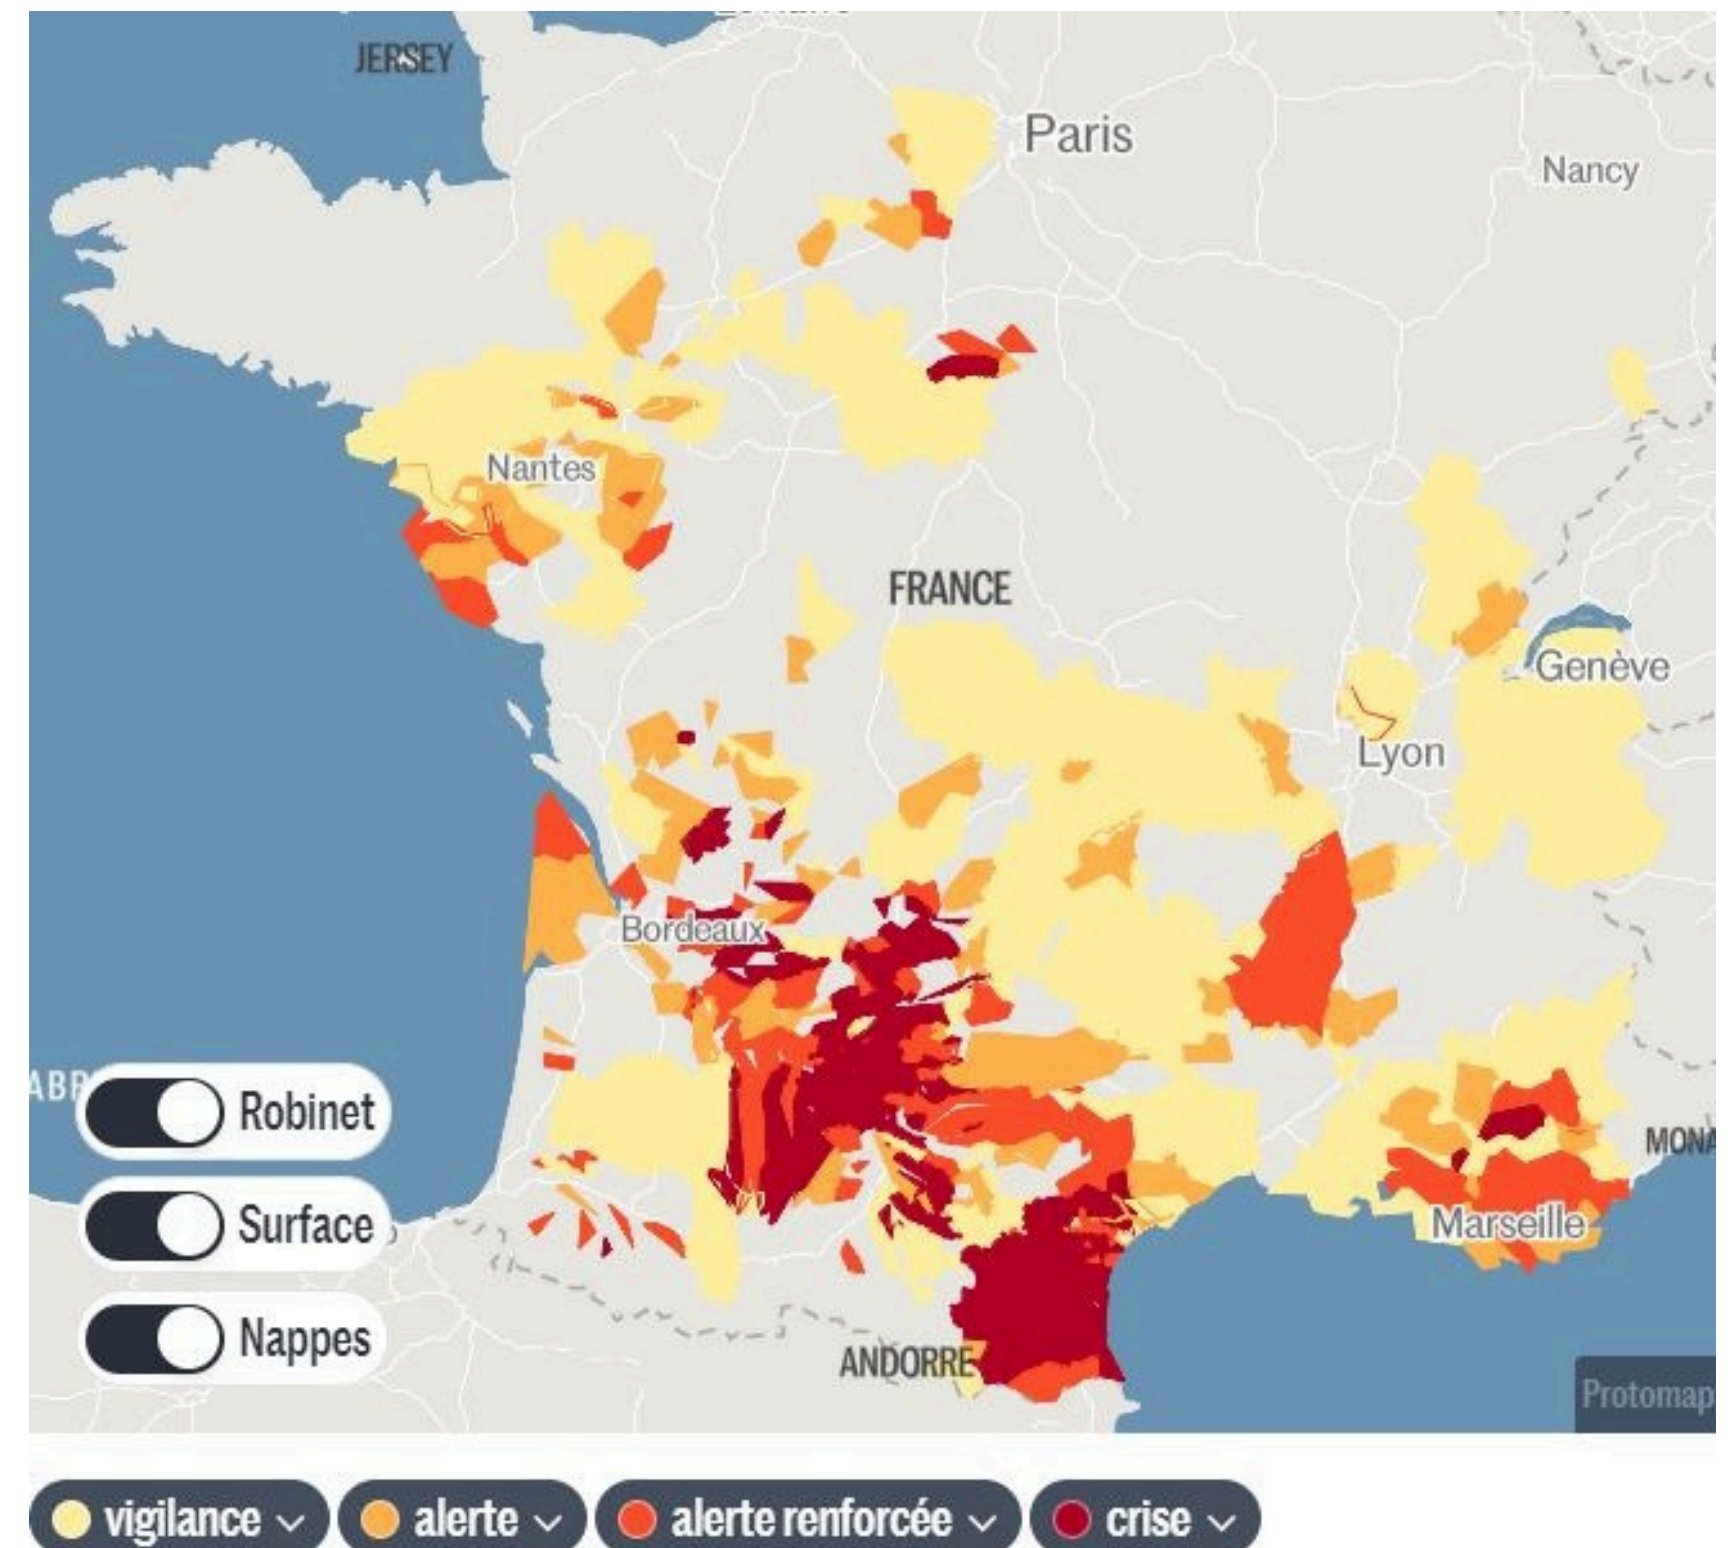 JERSEY
Paris
Nancy
Nantes
FRANCE
Genève
Lyon
Bordeaux
Robinet
MONA
Surface
Marseille
Nappes
ANDORRE
Protomap
vigilance
alerte
alerte renforcée
crise